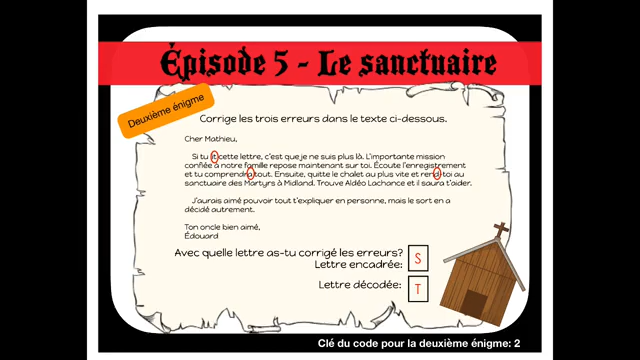 Épisode 5 - Le sanctuaire
Deuxième énigme
Corrige les trois erreurs dans le texte ci-dessous.
Cher Mathieu,
Si tu lit cette lettre, c'est que je ne suis plus là. L'importante mission
confiée à notre famille repose maintenant sur toi. Écoute l'enregistrement
et tu comprendra tout. Ensuite, quitte le chalet au plus vite et rend toi au
sanctuaire des Martyrs à Midland. Trouve Aldéo Lachance et il saura t'aider.
J'aurais aimé pouvoir tout t'expliquer en personne, mais le sort en a
décidé autrement.
Ton oncle bien aimé,
Édouard
Avec quelle lettre as-tu corrigé les erreurs?
Lettre encadrée: S
Lettre décodée: T
Clé du code pour la deuxième énigme: 2